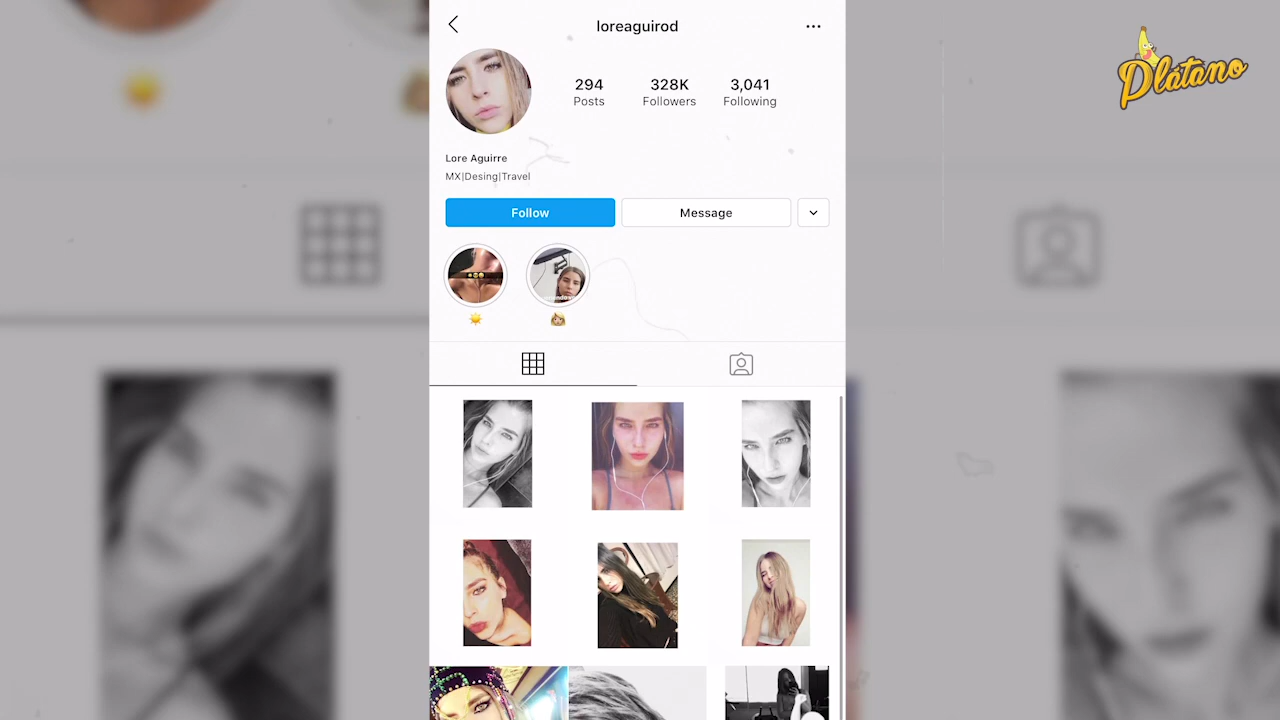 loreaguirod
Plátano
294
Posts
328K
Followers
3,041
Following
Lore Aguirre
MX|Desing|Travel
Follow
Message